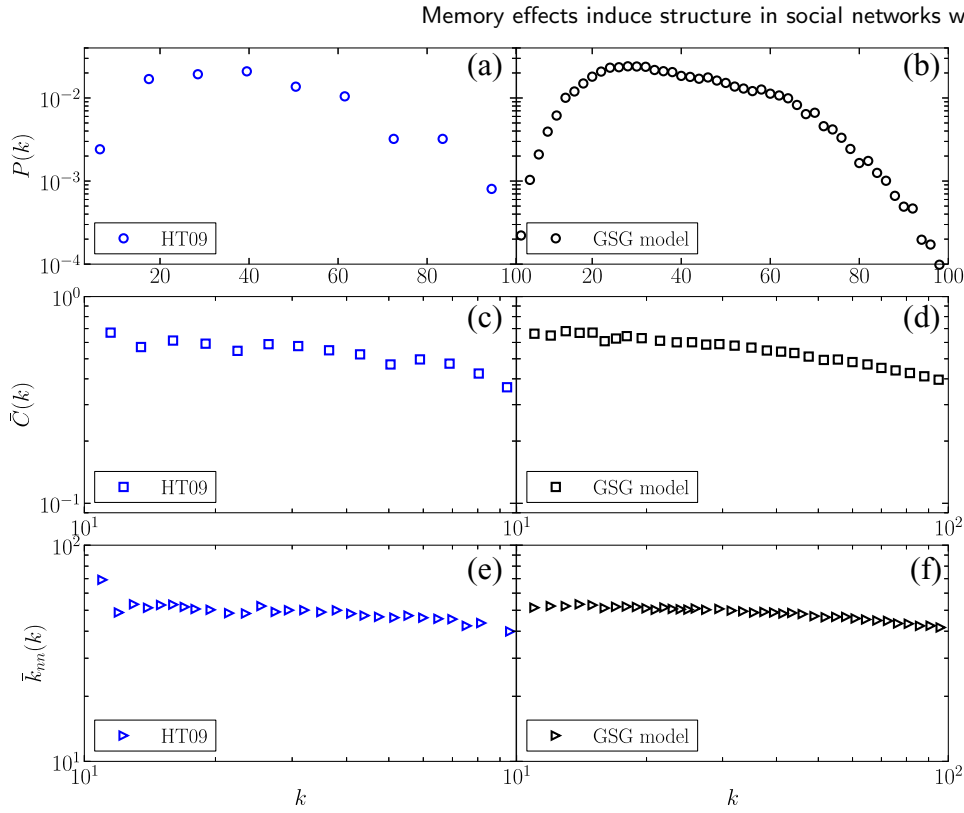 Memory effects induce structure in social networks w
(a)
(b)
10^{-2}
10^{-3}
10^{-4}
P(k)
HT09
GSG model
20 40 60 80 100 20 40 60 80 100
(c)
(d)
10^{0}
10^{-1}
\bar{C}(k)
HT09
GSG model
10^{1} 10^{1} 10^{2}
(e)
(f)
10^{2}
10^{1}
\bar{k}_{nn}(k)
HT09
GSG model
10^{1} 10^{1} 10^{2}
k k